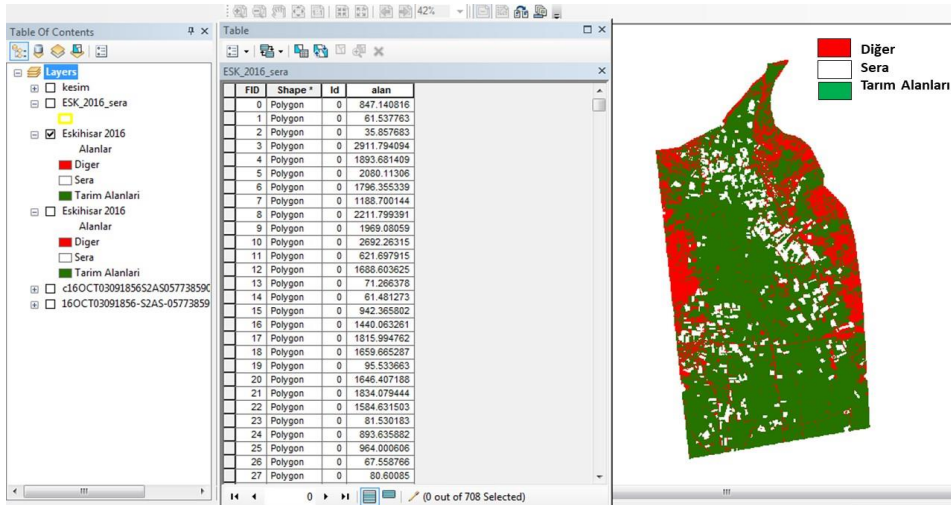 42%
Table Of Contents
Layers
kesim
ESK_2016_sera
Eskihisar 2016
Alanlar
Diger
Sera
Tarim Alanlari
Eskihisar 2016
Alanlar
Diger
Sera
Tarim Alanlari
c16OCT03091856S2AS05773859
16OCT03091856-S2AS-05773859
Table
ESK_2016_sera
FID Shape * Id alan
0 Polygon 0 847.140816
1 Polygon 0 61.537763
2 Polygon 0 35.857683
3 Polygon 0 2911.794094
4 Polygon 0 1893.681409
5 Polygon 0 2080.11306
6 Polygon 0 1796.355339
7 Polygon 0 1188.700144
8 Polygon 0 2211.799391
9 Polygon 0 1969.08059
10 Polygon 0 2692.26315
11 Polygon 0 621.697915
12 Polygon 0 1688.603625
13 Polygon 0 71.266378
14 Polygon 0 61.481273
15 Polygon 0 942.365802
16 Polygon 0 1440.063261
17 Polygon 0 1815.994762
18 Polygon 0 1659.665287
19 Polygon 0 95.533663
20 Polygon 0 1646.407188
21 Polygon 0 1834.079444
22 Polygon 0 1584.631503
23 Polygon 0 81.530183
24 Polygon 0 893.635882
25 Polygon 0 964.000606
26 Polygon 0 67.558766
27 Polygon 0 80.60085
0
(0 out of 708 Selected)
Diğer
Sera
Tarım Alanları